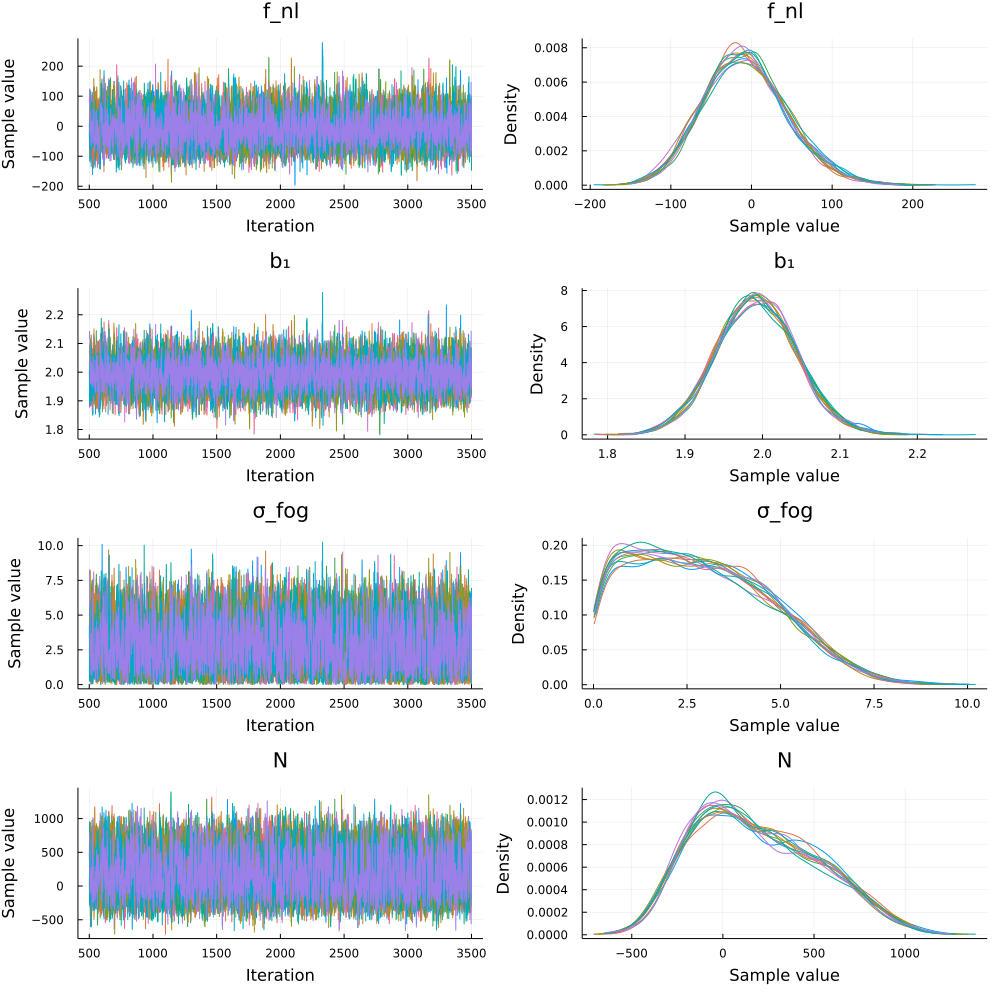 f_nl
f_nl
Sample value
200
100
0
−100
−200
500 1000 1500 2000 2500 3000 3500
Iteration
Density
0.008
0.006
0.004
0.002
0.000
−200 −100 0 100 200
Sample value
b₁
b₁
Sample value
2.2
2.1
2.0
1.9
1.8
500 1000 1500 2000 2500 3000 3500
Iteration
Density
8
6
4
2
0
1.8 1.9 2.0 2.1 2.2
Sample value
σ_fog
σ_fog
Sample value
10.0
7.5
5.0
2.5
0.0
500 1000 1500 2000 2500 3000 3500
Iteration
Density
0.20
0.15
0.10
0.05
0.00
0.0 2.5 5.0 7.5 10.0
Sample value
N
N
Sample value
1000
500
0
−500
500 1000 1500 2000 2500 3000 3500
Iteration
Density
0.0012
0.0010
0.0008
0.0006
0.0004
0.0002
0.0000
−500 0 500 1000
Sample value